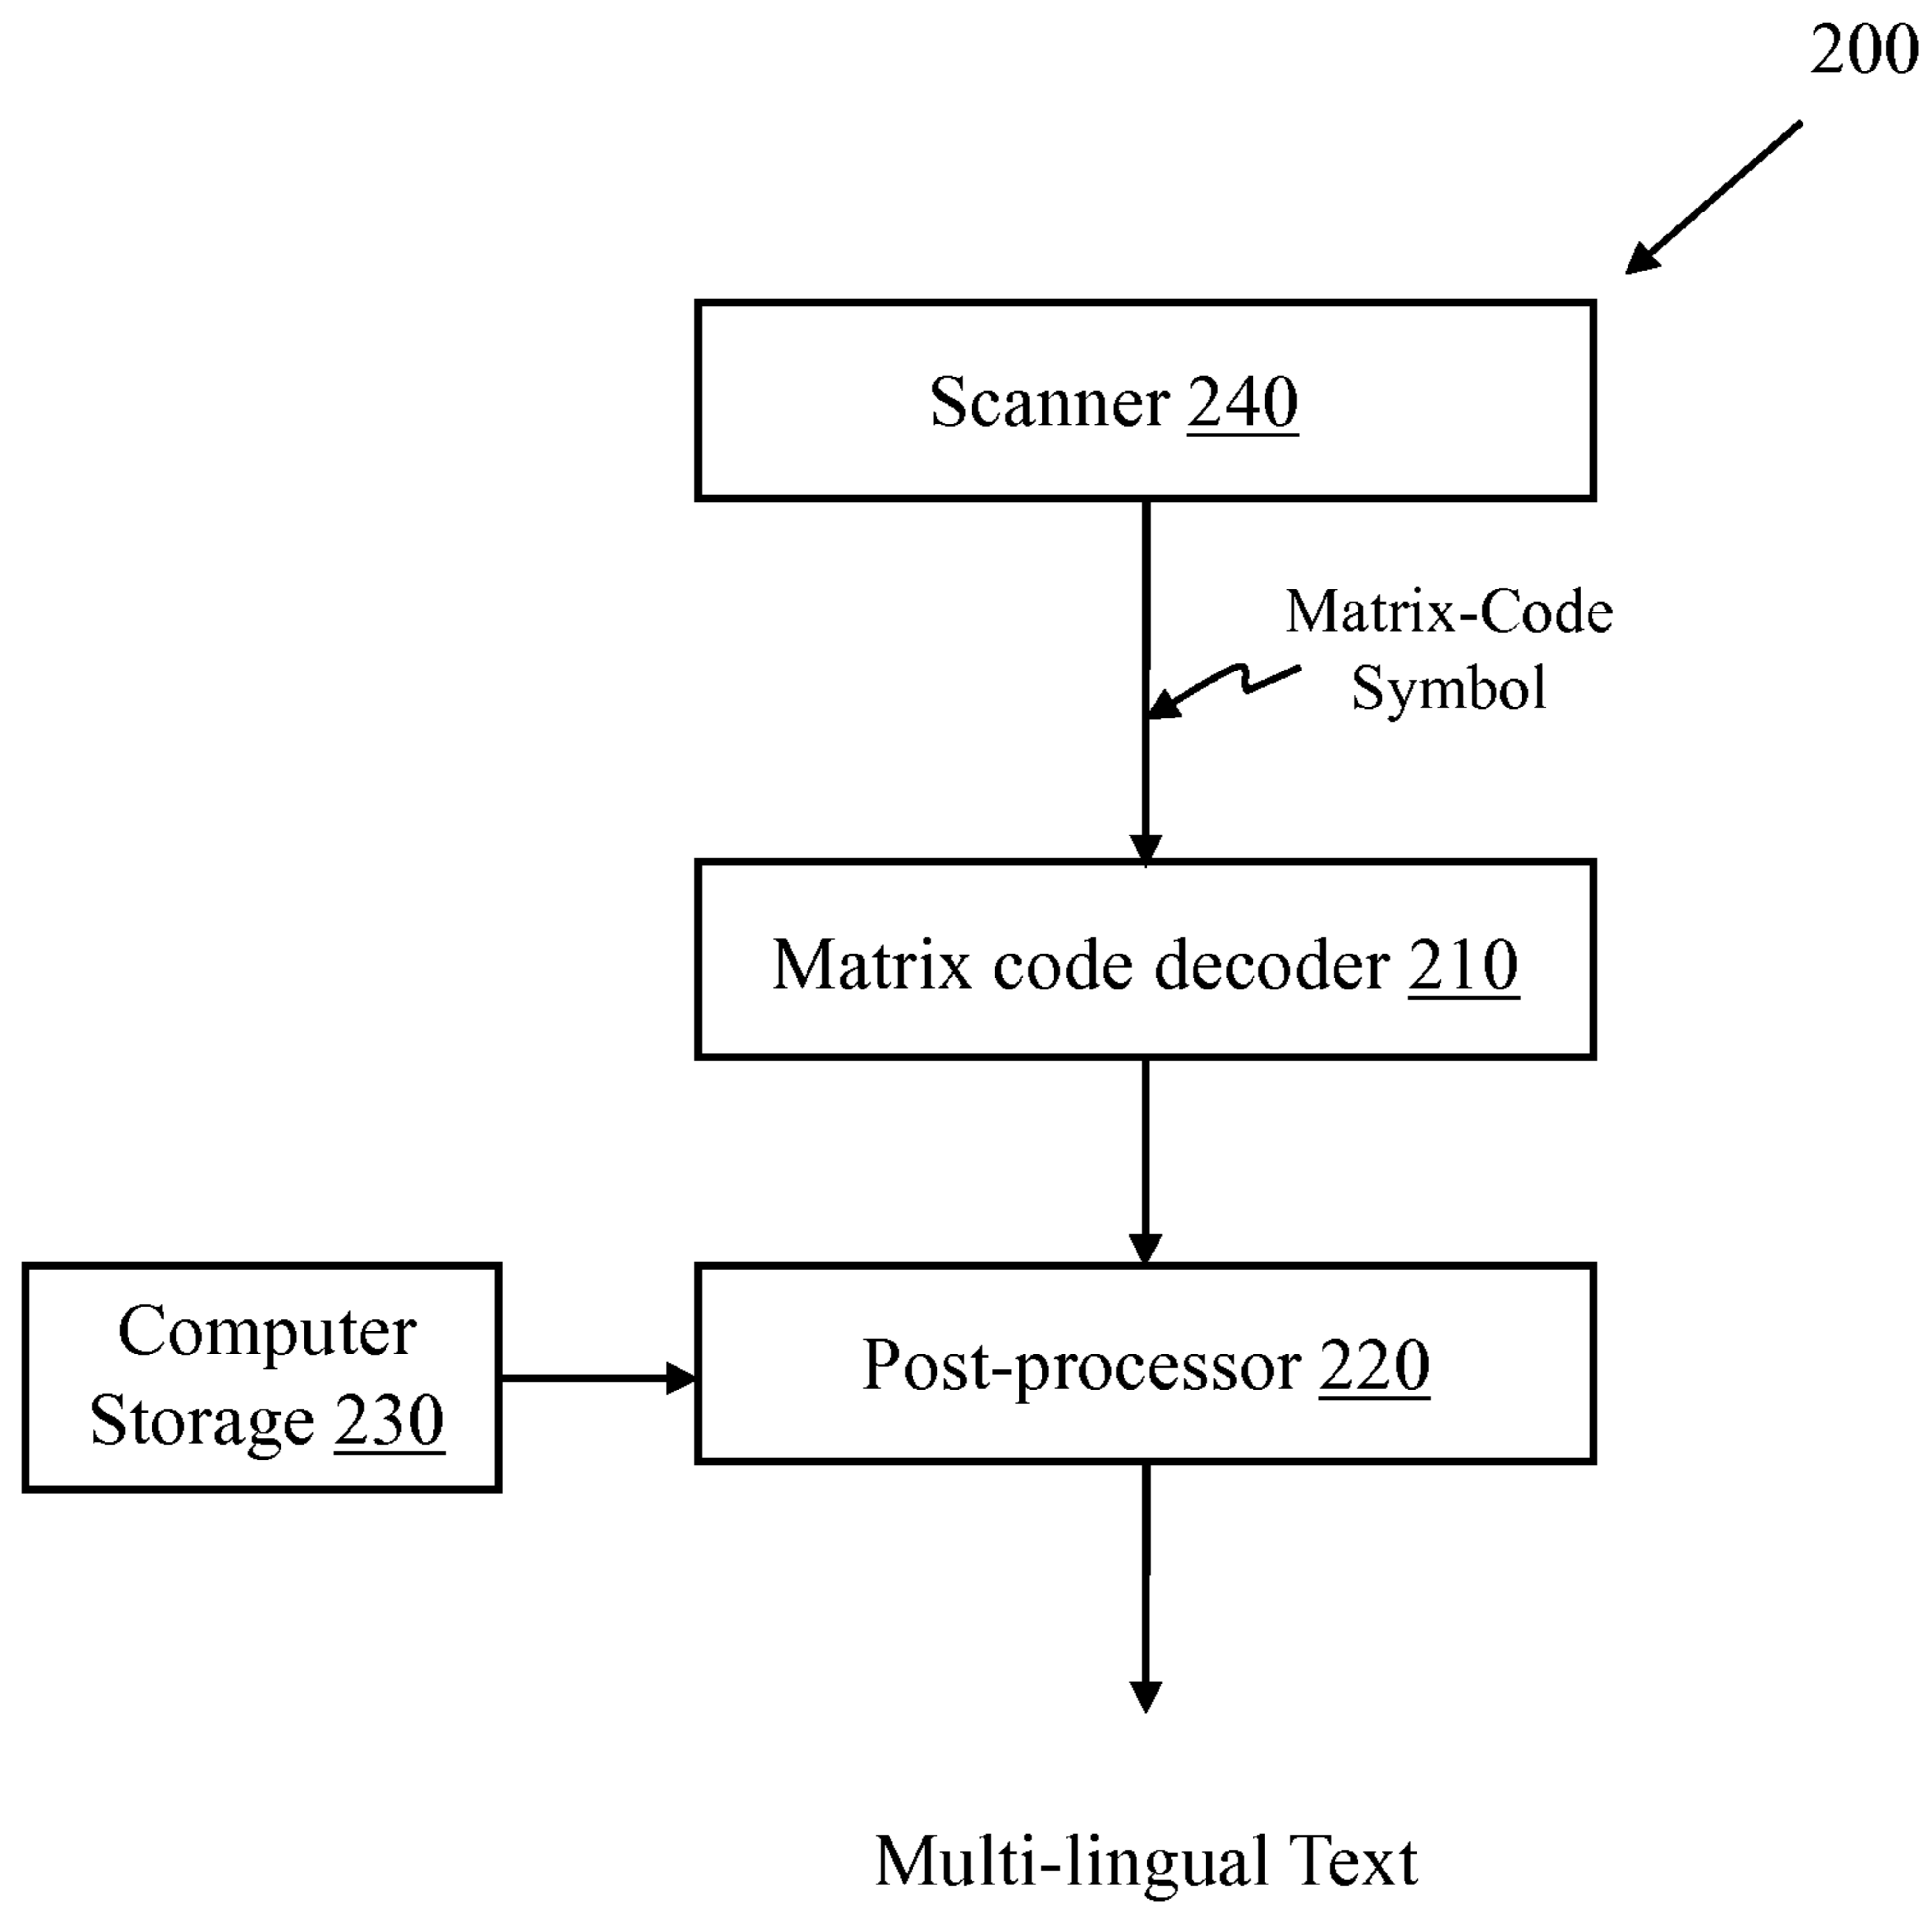 200
Scanner 240
Matrix-Code
Symbol
Matrix code decoder 210
Computer
Storage 230
Post-processor 220
Multi-lingual Text